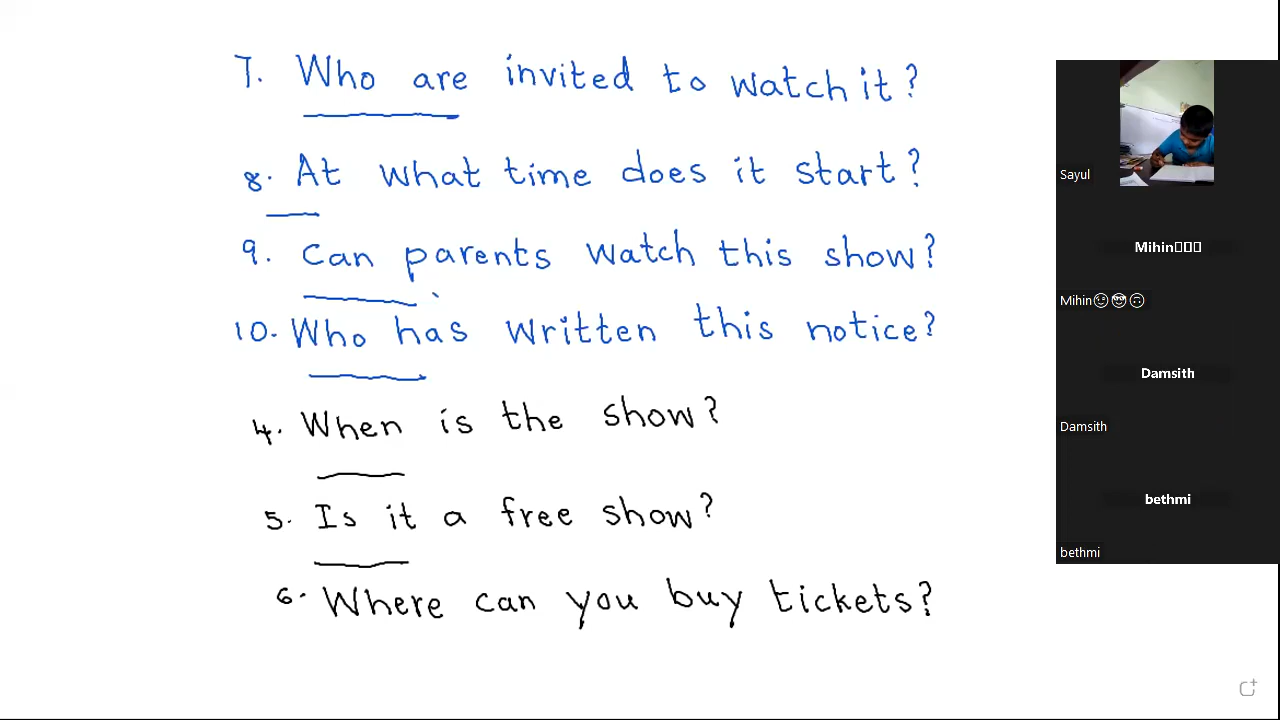 7. Who are invited to watch it?
8. At what time does it start?
9. Can parents watch this show?
10. Who has written this notice?
4. When is the show?
5. Is it a free show?
6. Where can you buy tickets?
Sayul
Mihin▯▯▯
Mihin😉😎🙃
Damsith
Damsith
bethmi
bethmi